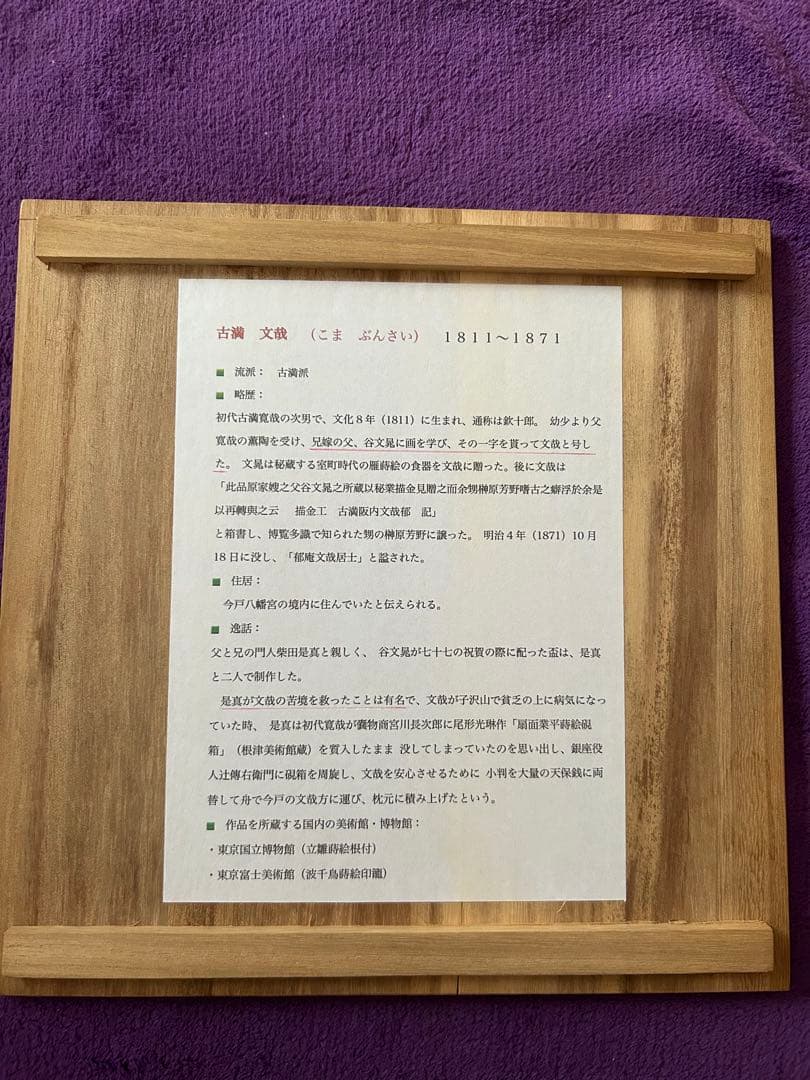 古満　文哉　（こま　ぶんさい）　１８１１～１８７１
■　流派：　古満派
■　略歴：
初代古満寛哉の次男で、文化８年（1811）に生まれ、通称は欽十郎。　幼少より父
寛哉の薫陶を受け、兄嫁の父、谷文晁に画を学び、その一字を貰って文哉と号し
た。　文晁は秘蔵する室町時代の雁蒔絵の食器を文哉に贈った。後に文哉は
「此品原家嫂之父谷文晁之所蔵以秘業描金見贈之而余甥榊原芳野嗜古之癖浮於余是
以再轉與之云　　描金工　古満阪内文哉郁　記」
と箱書し、博覧多識で知られた甥の榊原芳野に譲った。　明治４年（1871）10 月
18 日に没し、「郁庵文哉居士」と諡された。
■　住居：
今戸八幡宮の境内に住んでいたと伝えられる。
■　逸話：
父と兄の門人柴田是真と親しく、　谷文晁が七十七の祝賀の際に配った盃は、是真
と二人で制作した。
是真が文哉の苦境を救ったことは有名で、文哉が子沢山で貧乏の上に病気になっ
ていた時、　是真は初代寛哉が嚢物商宮川長次郎に尾形光琳作「扇面業平蒔絵硯
箱」（根津美術館蔵）を質入したまま 没してしまっていたのを思い出し、銀座役
人辻傳右衛門に硯箱を周旋し、文哉を安心させるために 小判を大量の天保銭に両
替して舟で今戸の文哉方に運び、枕元に積み上げたという。
■　作品を所蔵する国内の美術館・博物館：
・東京国立博物館（立雛蒔絵根付）
・東京富士美術館（波千鳥蒔絵印籠）